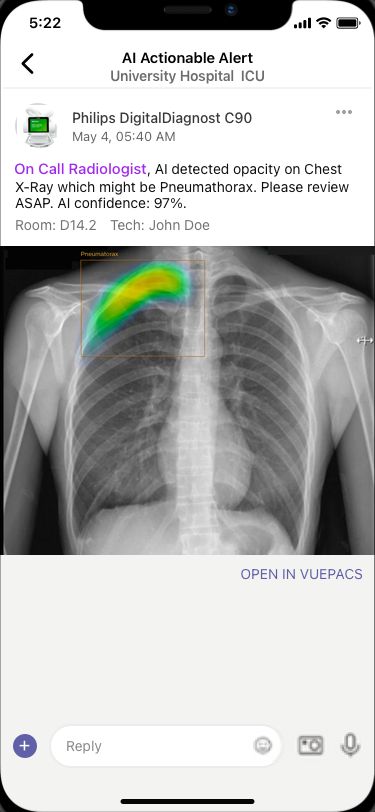 5:22
AI Actionable Alert
University Hospital ICU
Philips DigitalDiagnost C90
May 4, 05:40 AM
On Call Radiologist, AI detected opacity on Chest
X-Ray which might be Pneumathorax. Please review
ASAP. AI confidence: 97%.
Room: D14.2 Tech: John Doe
Pneumatorax
OPEN IN VUEPACS
Reply